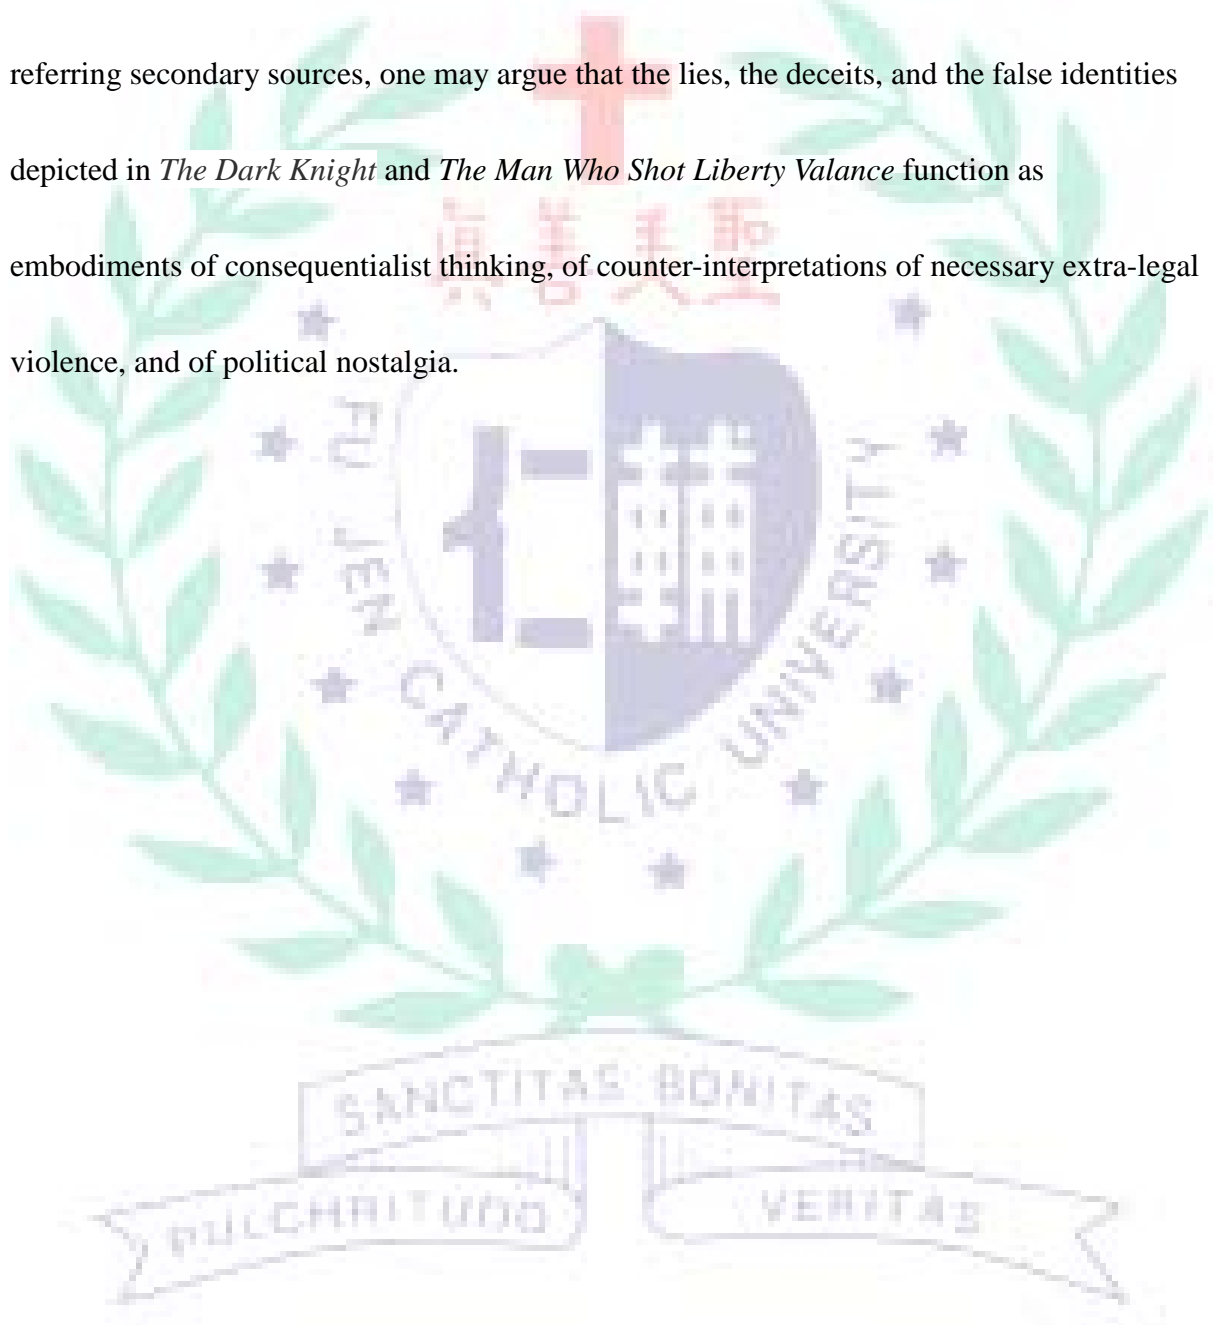 referring secondary sources, one may argue that the lies, the deceits, and the false identities
depicted in The Dark Knight and The Man Who Shot Liberty Valance function as
真善美聖
embodiments of consequentialist thinking, of counter-interpretations of necessary extra-legal
violence, and of political nostalgia.
FU JEN CATHOLIC UNIVERSITY
SANCTITAS BONITAS
PULCHRITUDO VERITAS